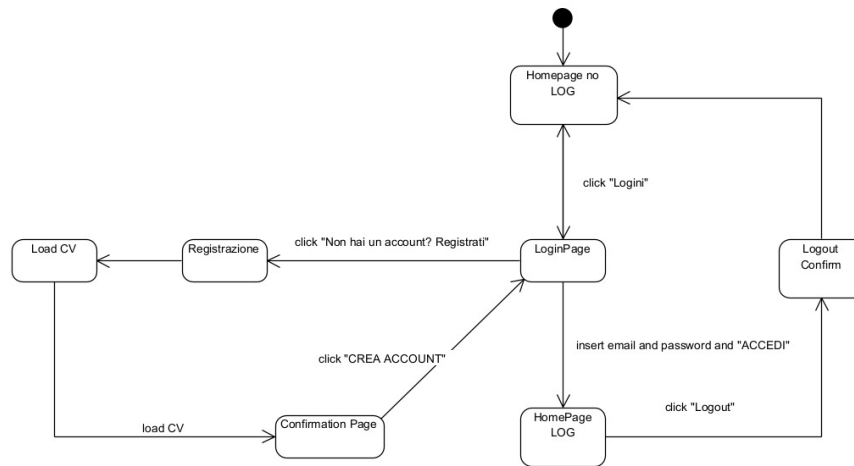 Homepage no
LOG
click "Logini"
Load CV
Registrazione
click "Non hai un account? Registrati"
LoginPage
Logout
Confirm
insert email and password and "ACCEDI"
click "CREA ACCOUNT"
click "Logout"
load CV
Confirmation Page
HomePage
LOG